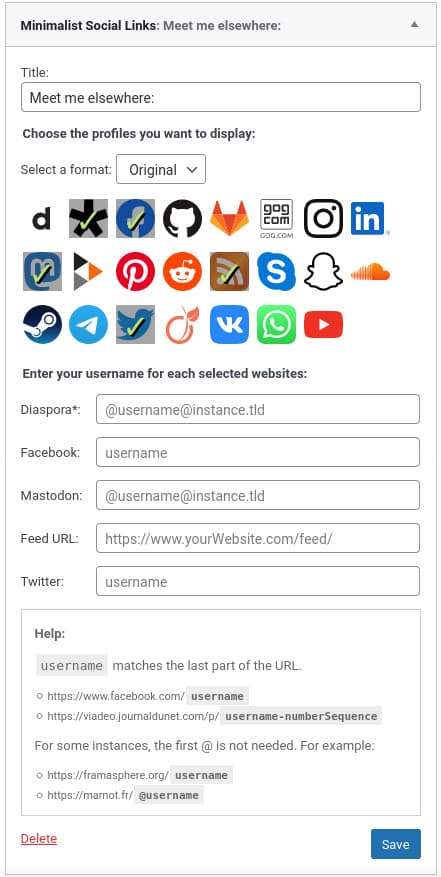 Minimalist Social Links: Meet me elsewhere:
Title:
Meet me elsewhere:
Choose the profiles you want to display:
Select a format: Original
d gog com GOG.COM in
VK
Enter your username for each selected websites:
Diaspora*: @username@instance.tld
Facebook: username
Mastodon: @username@instance.tld
Feed URL: https://www.yourWebsite.com/feed/
Twitter: username
Help:
username matches the last part of the URL.
https://www.facebook.com/username
https://viadeo.journaldunet.com/p/username-numberSequence
For some instances, the first @ is not needed. For example:
https://framasphere.org/username
https://mamot.fr/@username
Delete Save